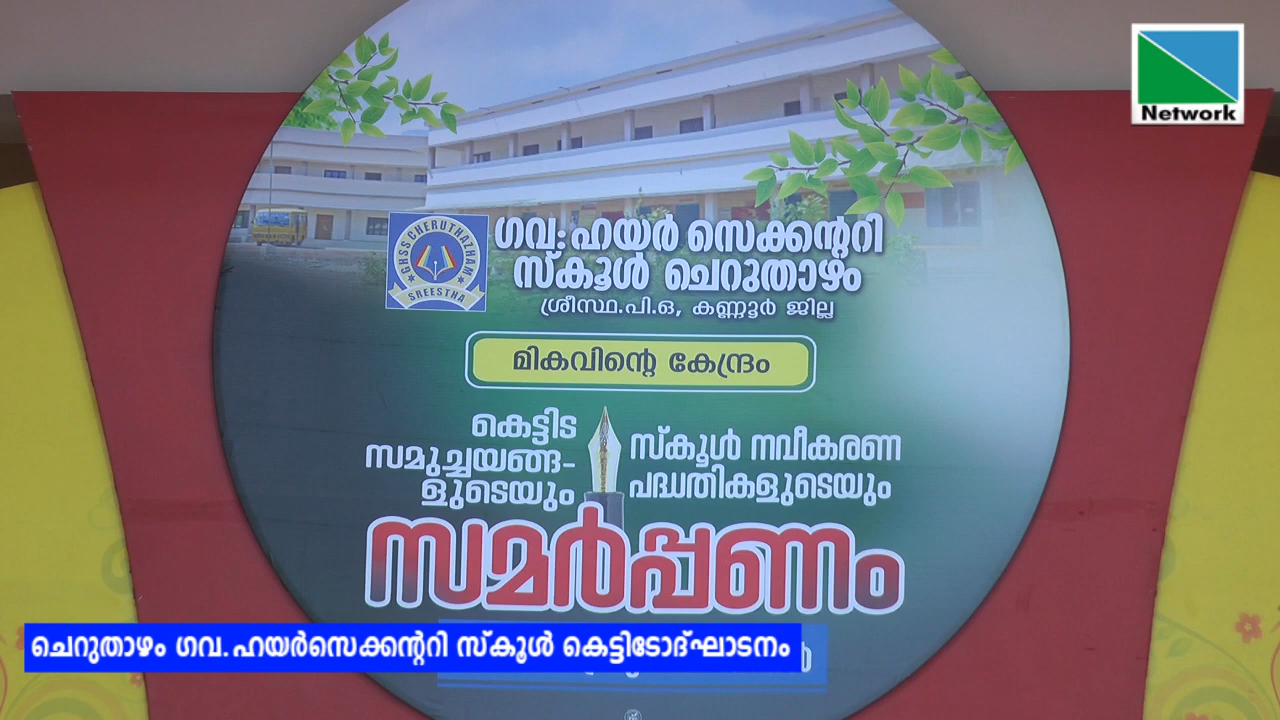 Network
GHSS CHERUTHAZHAM
SREESTHA
ഗവ: ഹയർ സെക്കന്ററി
സ്കൂൾ ചെറുതാഴം
ശ്രീസ്ഥ.പി.ഒ, കണ്ണൂർ ജില്ല
മികവിന്റെ കേന്ദ്രം
കെട്ടിട
സമുച്ചയങ്ങ-
ളുടെയും
സ്കൂൾ നവീകരണ
പദ്ധതികളുടെയും
സമർപ്പണം
ചെറുതാഴം ഗവ.ഹയർസെക്കന്ററി സ്കൂൾ കെട്ടിടോദ്ഘാടനം